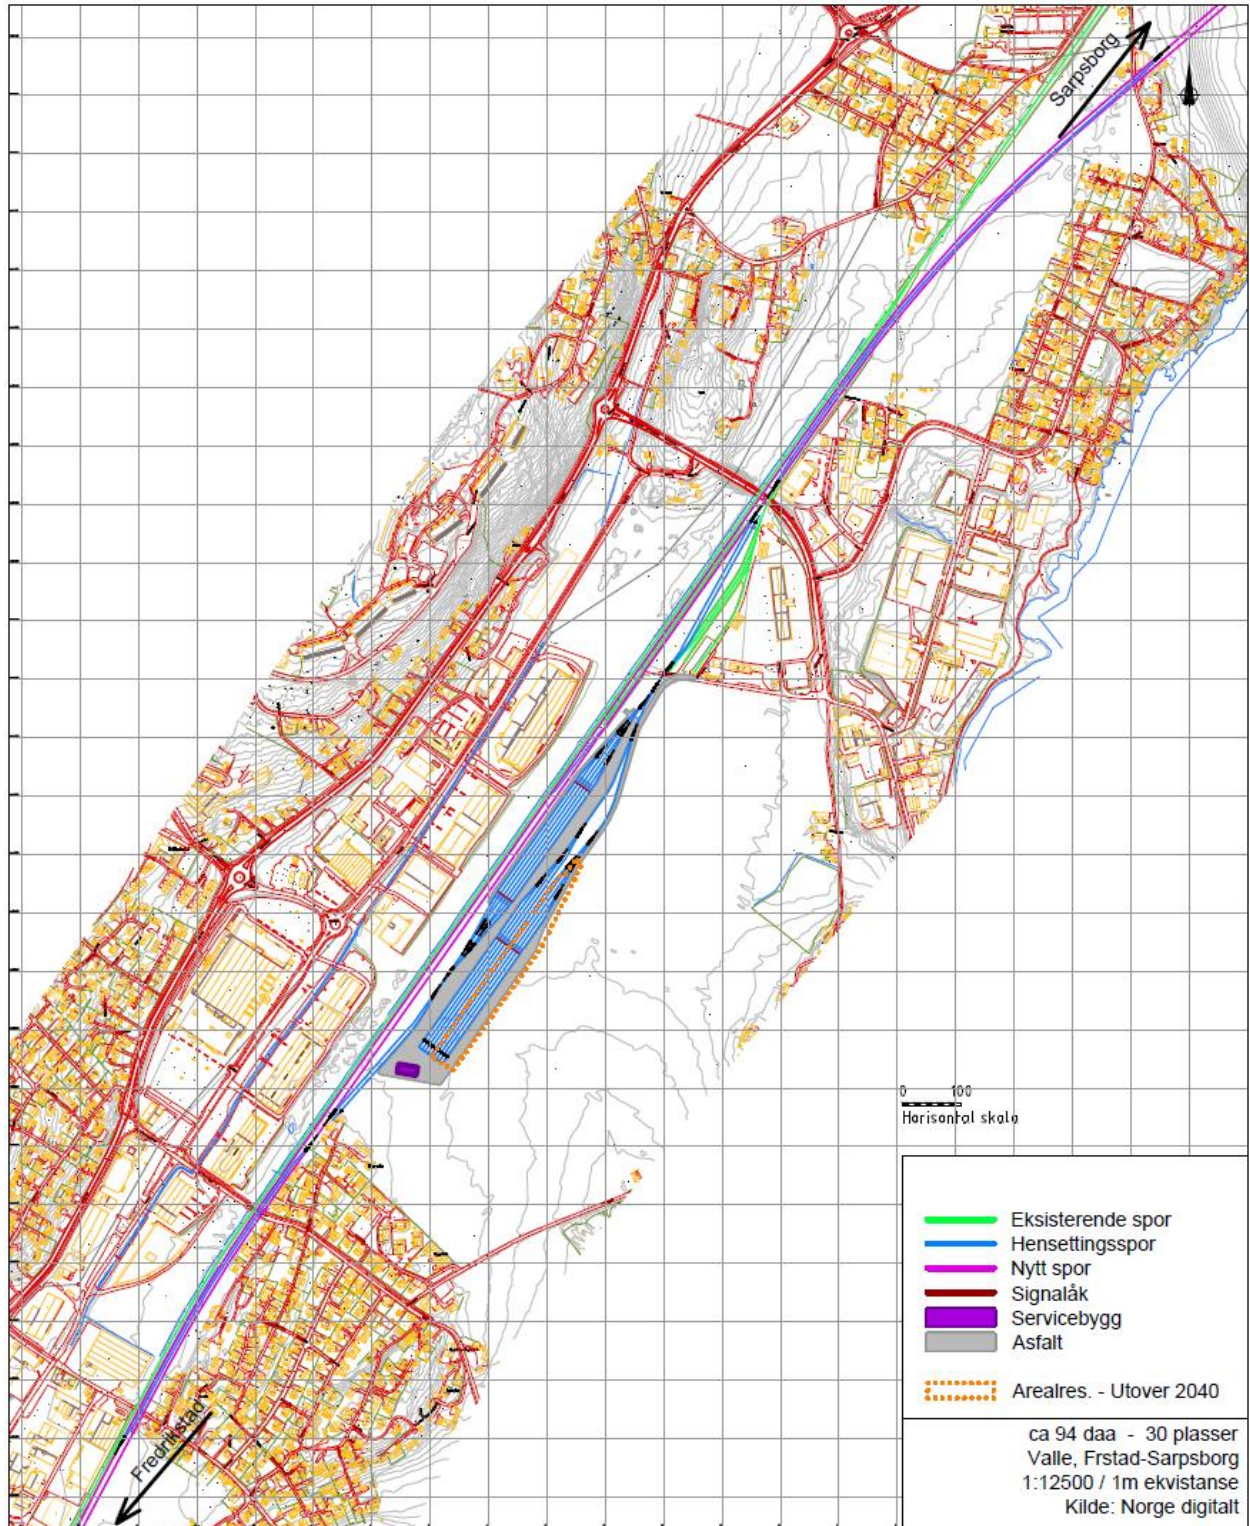 Sarpsborg
0 100
Horisontal skala
Eksisterende spor
Hensettingsspor
Nytt spor
Signalåk
Servicebygg
Asfalt
Arealres. - Utover 2040
Fredrikstad
ca 94 daa - 30 plasser
Valle, Frstad-Sarpsborg
1:12500 / 1m ekvistanse
Kilde: Norge digitalt